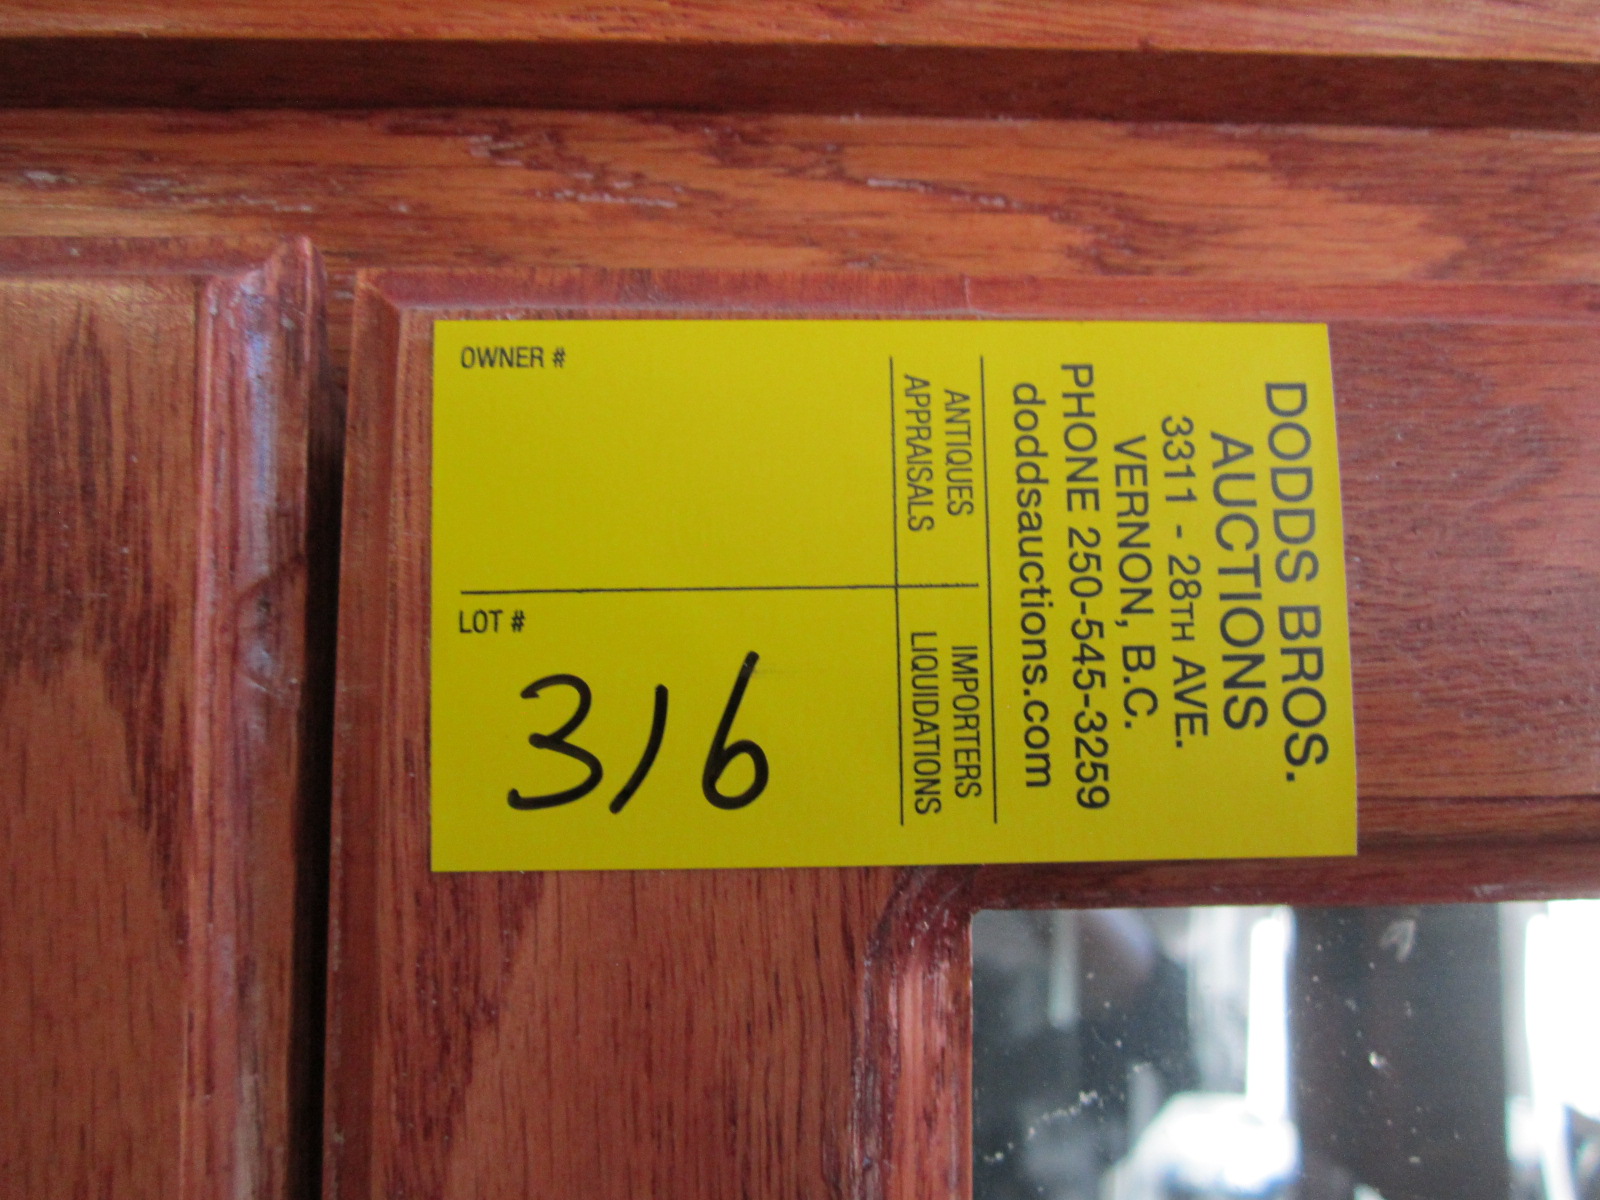 DODDS BROS.
AUCTIONS
3311 - 28TH AVE.
VERNON, B.C.
PHONE 250-545-3259
doddsauctions.com
ANTIQUES
APPRAISALS
IMPORTERS
LIQUIDATIONS
OWNER #
LOT #
316